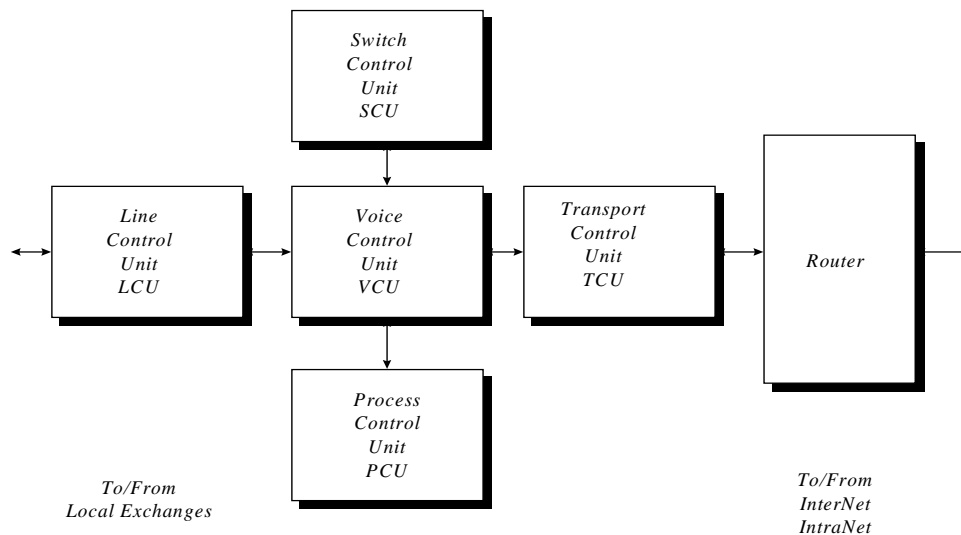 Switch
Control
Unit
SCU
Line
Control
Unit
LCU
Voice
Control
Unit
VCU
Transport
Control
Unit
TCU
Router
Process
Control
Unit
PCU
To/From
Local Exchanges
To/From
InterNet
IntraNet